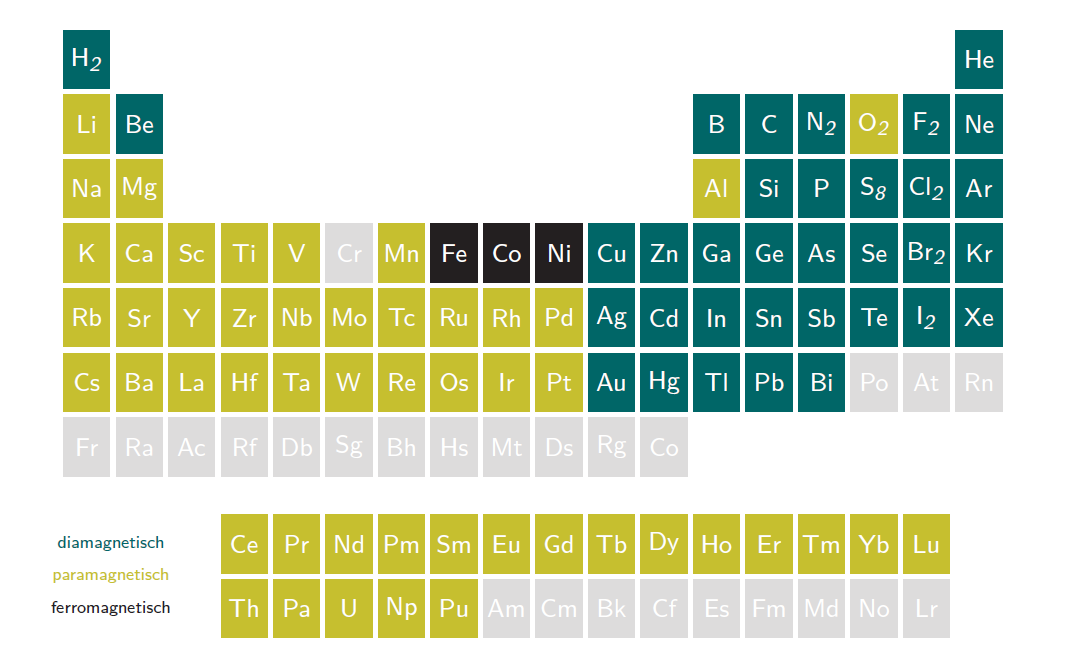 H2 He
Li Be B C N2 O2 F2 Ne
Na Mg Al Si P S8 Cl2 Ar
K Ca Sc Ti V Cr Mn Fe Co Ni Cu Zn Ga Ge As Se Br2 Kr
Rb Sr Y Zr Nb Mo Tc Ru Rh Pd Ag Cd In Sn Sb Te I2 Xe
Cs Ba La Hf Ta W Re Os Ir Pt Au Hg Tl Pb Bi Po At Rn
Fr Ra Ac Rf Db Sg Bh Hs Mt Ds Rg Co
Ce Pr Nd Pm Sm Eu Gd Tb Dy Ho Er Tm Yb Lu
Th Pa U Np Pu Am Cm Bk Cf Es Fm Md No Lr
diamagnetisch
paramagnetisch
ferromagnetisch